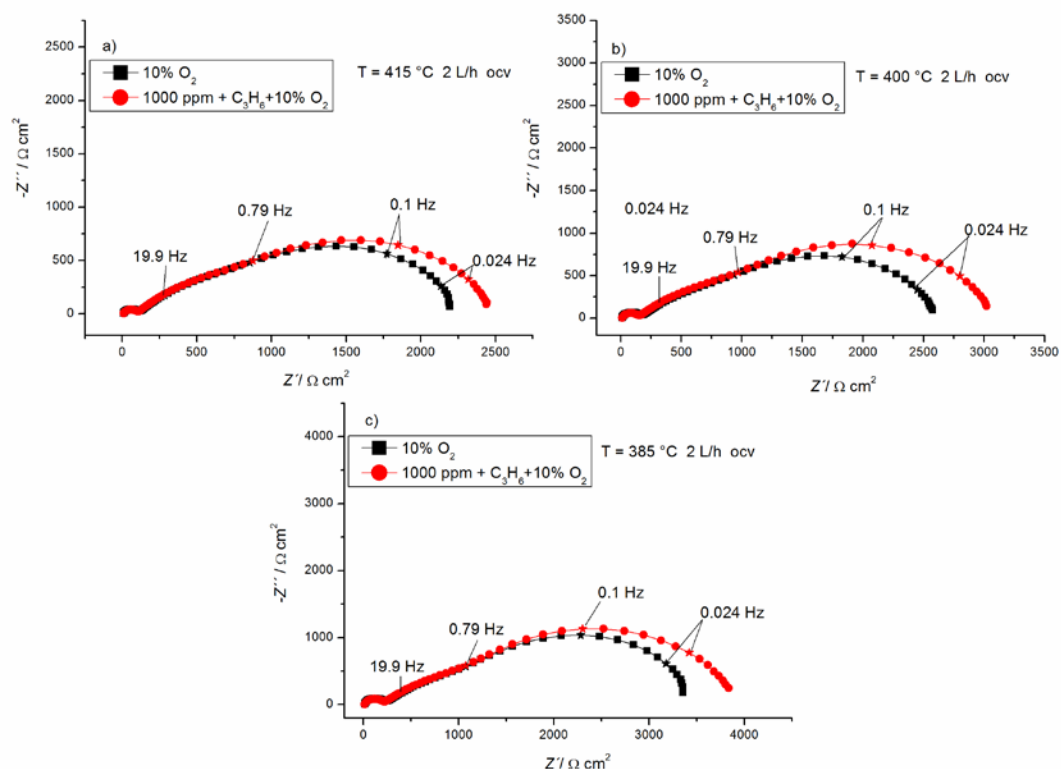 a)
10% O₂
1000 ppm + C₃H₆+10% O₂
T = 415 °C 2 L/h ocv
2500
2000
1500
1000
500
0
-Z´´ / Ω cm²
0.79 Hz
19.9 Hz
0.1 Hz
0.024 Hz
0 500 1000 1500 2000 2500
Z´/ Ω cm²
b)
10% O₂
1000 ppm + C₃H₆+10% O₂
T = 400 °C 2 L/h ocv
3500
3000
2500
2000
1500
1000
500
0
-Z´´ / Ω cm²
0.024 Hz
0.79 Hz
19.9 Hz
0.1 Hz
0.024 Hz
0 500 1000 1500 2000 2500 3000 3500
Z´/ Ω cm²
c)
10% O₂
1000 ppm + C₃H₆+10% O₂
T = 385 °C 2 L/h ocv
4000
3000
2000
1000
0
-Z´´ / Ω cm²
0.1 Hz
0.79 Hz
0.024 Hz
19.9 Hz
0 1000 2000 3000 4000
Z´/ Ω cm²